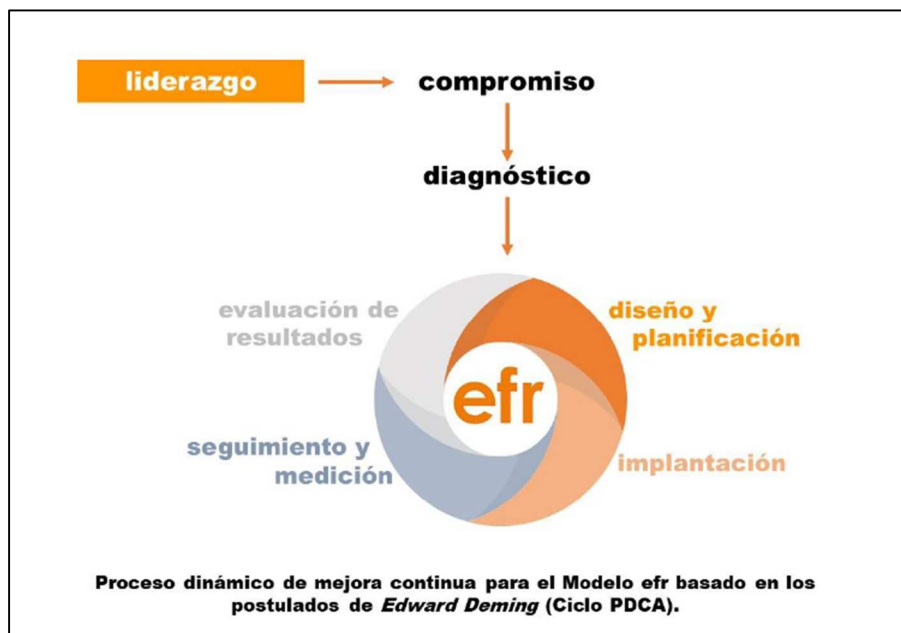 liderazgo
compromiso
diagnóstico
evaluación de
resultados
diseño y
planificación
efr
seguimiento y
medición
implantación
Proceso dinámico de mejora continua para el Modelo efr basado en los
postulados de Edward Deming (Ciclo PDCA).